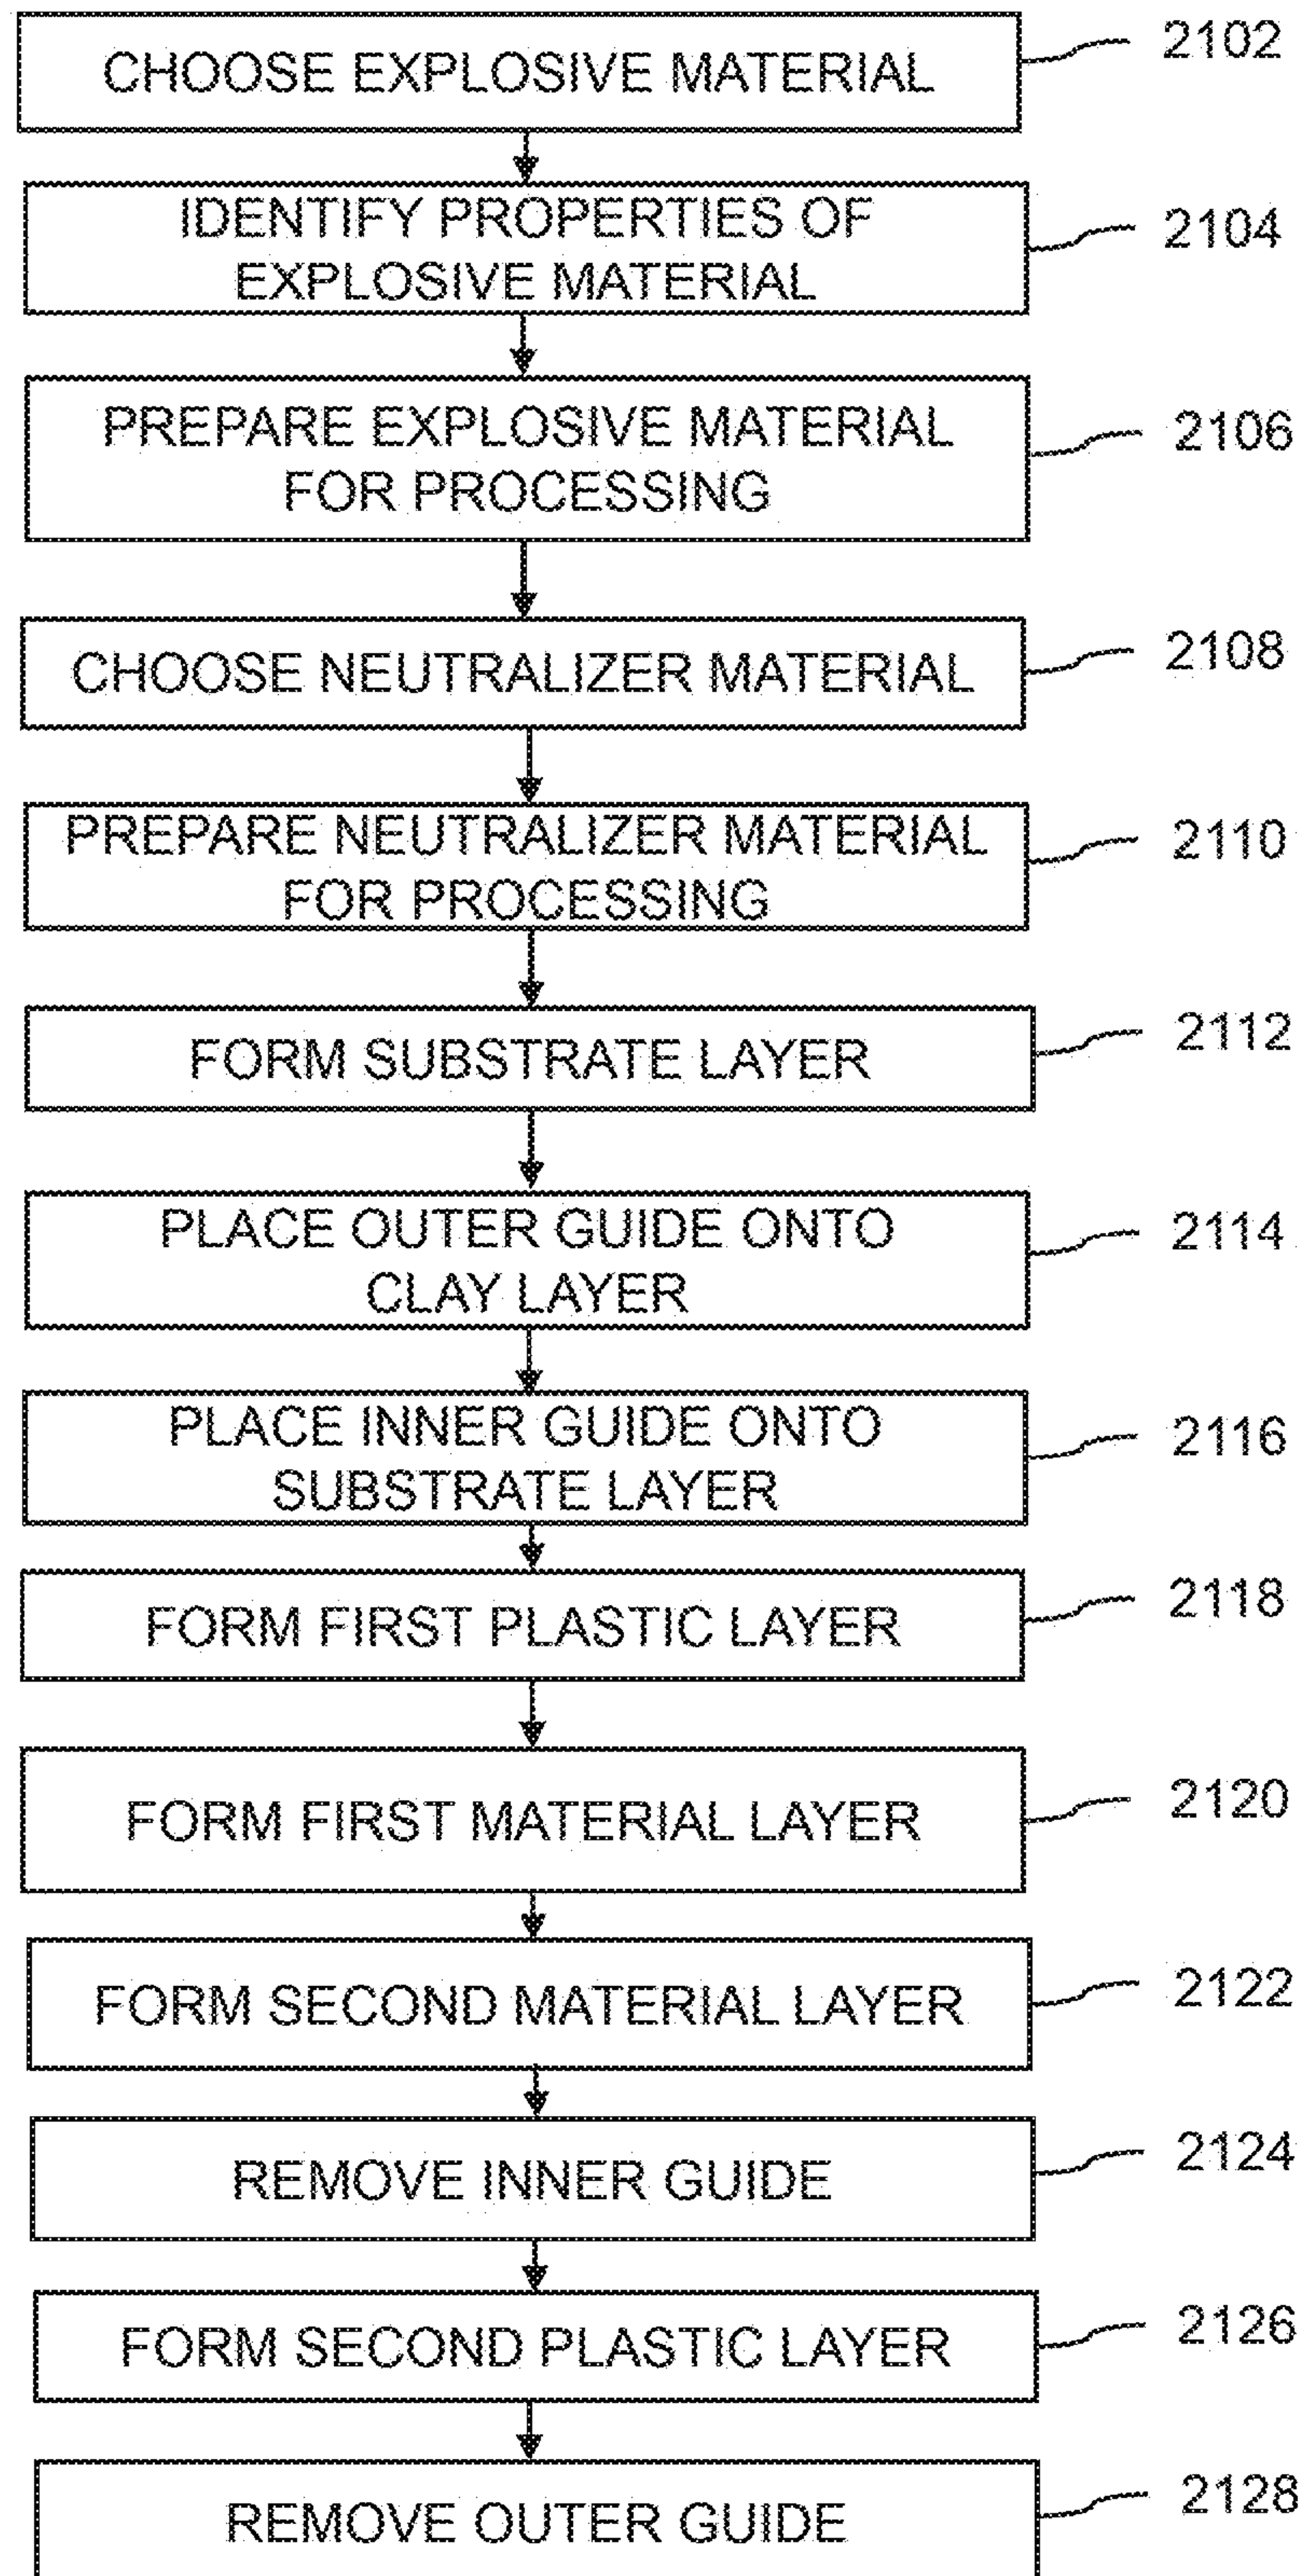 CHOOSE EXPLOSIVE MATERIAL
2102
IDENTIFY PROPERTIES OF
EXPLOSIVE MATERIAL
2104
PREPARE EXPLOSIVE MATERIAL
FOR PROCESSING
2106
CHOOSE NEUTRALIZER MATERIAL
2108
PREPARE NEUTRALIZER MATERIAL
FOR PROCESSING
2110
FORM SUBSTRATE LAYER
2112
PLACE OUTER GUIDE ONTO
CLAY LAYER
2114
PLACE INNER GUIDE ONTO
SUBSTRATE LAYER
2116
FORM FIRST PLASTIC LAYER
2118
FORM FIRST MATERIAL LAYER
2120
FORM SECOND MATERIAL LAYER
2122
REMOVE INNER GUIDE
2124
FORM SECOND PLASTIC LAYER
2126
REMOVE OUTER GUIDE
2128